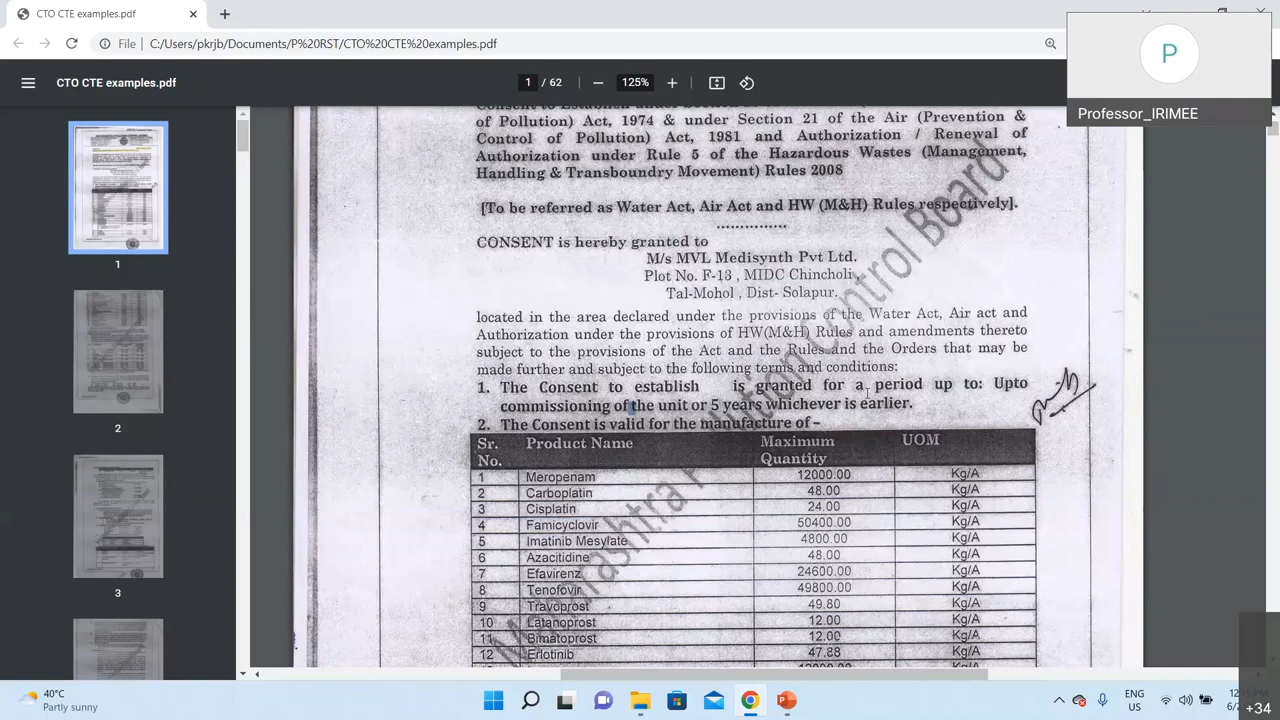 CTO CTE examples.pdf
File C:/Users/pkrjb/Documents/P%20RST/CTO%20CTE%20examples.pdf
CTO CTE examples.pdf
1 / 62
125%
P
Professor_IRIMEE
1
2
3
of Pollution) Act, 1974 & under Section 21 of the Air (Prevention &
Control of Pollution) Act, 1981 and Authorization / Renewal of
Authorization under Rule 5 of the Hazardous Wastes (Management,
Handling & Transboundry Movement) Rules 2008
[To be referred as Water Act, Air Act and HW (M&H) Rules respectively].
CONSENT is hereby granted to
M/s MVL Medisynth Pvt Ltd.
Plot No. F-13 , MIDC Chincholi,
Tal-Mohol , Dist- Solapur.
located in the area declared under the provisions of the Water Act, Air act and
Authorization under the provisions of HW(M&H) Rules and amendments thereto
subject to the provisions of the Act and the Rules and the Orders that may be
made further and subject to the following terms and conditions:
1. The Consent to establish is granted for a period up to: Upto
commissioning of the unit or 5 years whichever is earlier.
2. The Consent is valid for the manufacture of –
Sr. No. Product Name Maximum Quantity UOM
1 Meropenam 12000.00 Kg/A
2 Carboplatin 48.00 Kg/A
3 Cisplatin 24.00 Kg/A
4 Famicyclovir 50400.00 Kg/A
5 Imatinib Mesylate 4800.00 Kg/A
6 Azacitidine 48.00 Kg/A
7 Efavirenz 24600.00 Kg/A
8 Tenofovir 49800.00 Kg/A
9 Travoprost 49.80 Kg/A
10 Latanoprost 12.00 Kg/A
11 Bimatoprost 12.00 Kg/A
12 Erlotinib 47.88 Kg/A
Maharashtra Pollution Control Board
40°C
Partly sunny
ENG
US
+34